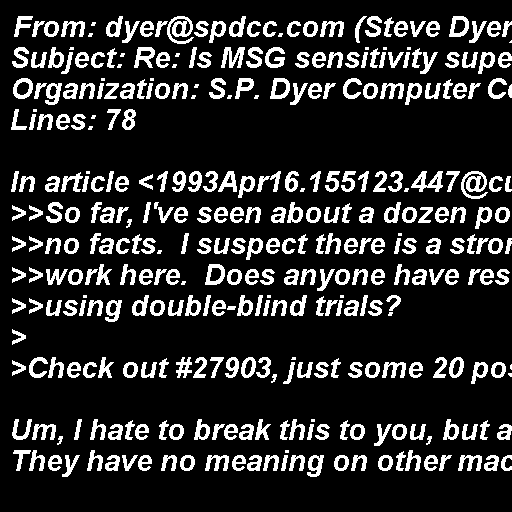 From: dyer@spdcc.com (Steve Dyer
Subject: Re: Is MSG sensitivity supe
Organization: S.P. Dyer Computer Co
Lines: 78

In article <1993Apr16.155123.447@cu
>>So far, I've seen about a dozen po
>>no facts.  I suspect there is a stron
>>work here.  Does anyone have res
>>using double-blind trials?
>
>Check out #27903, just some 20 pos

Um, I hate to break this to you, but a
They have no meaning on other mac